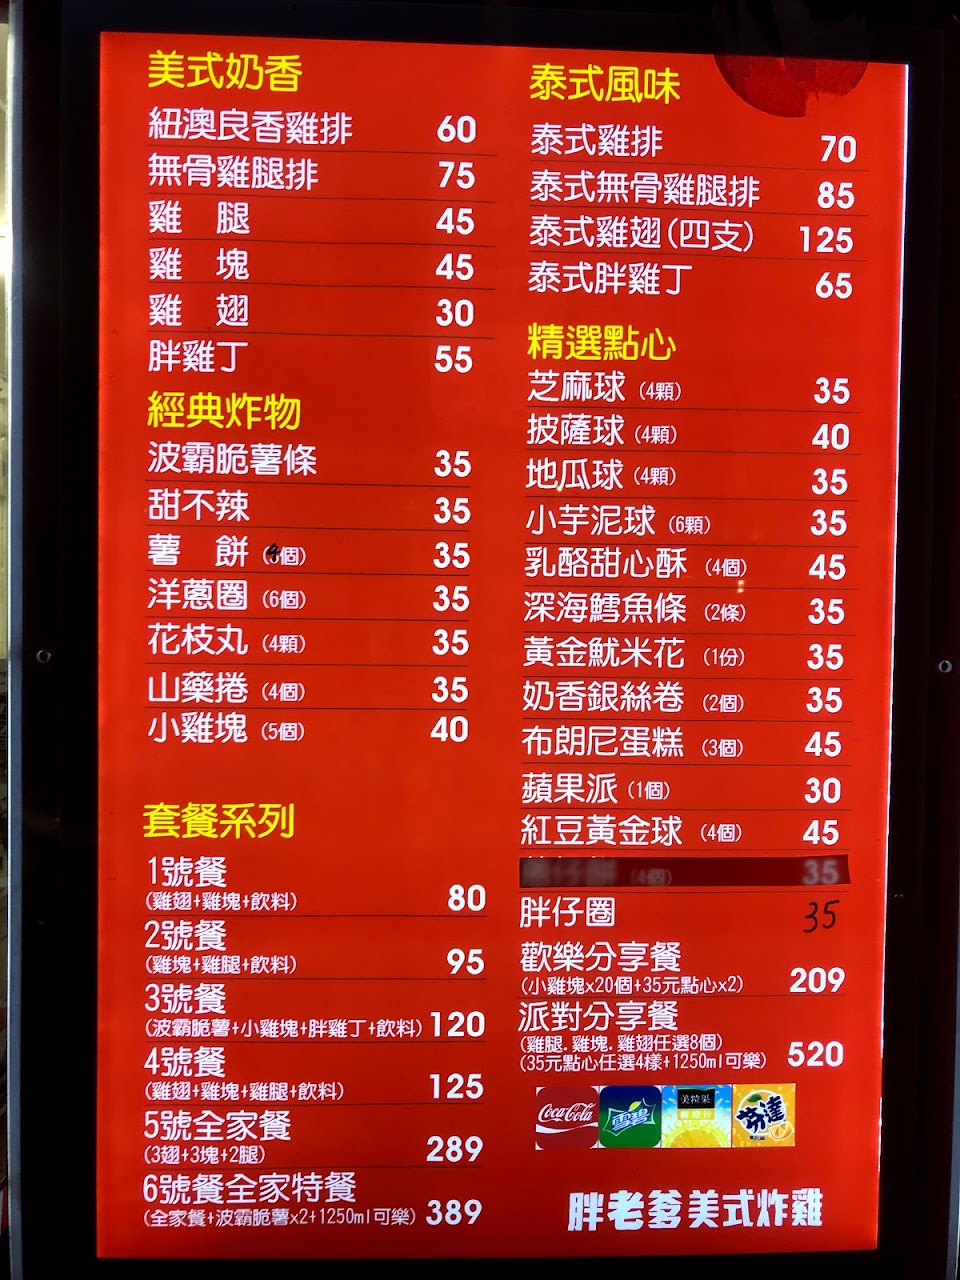 美式奶香
紐澳良香雞排 60
無骨雞腿排 75
雞 腿 45
雞 塊 45
雞 翅 30
胖雞丁 55
經典炸物
波霸脆薯條 35
甜不辣 35
薯 餅 (4個) 35
洋蔥圈 (6個) 35
花枝丸 (4顆) 35
山藥捲 (4個) 35
小雞塊 (5個) 40
套餐系列
1號餐
(雞翅+雞塊+飲料) 80
2號餐
(雞塊+雞腿+飲料) 95
3號餐
(波霸脆薯+小雞塊+胖雞丁+飲料) 120
4號餐
(雞翅+雞塊+雞腿+飲料) 125
5號全家餐
(3翅+3塊+2腿) 289
6號餐全家特餐
(全家餐+波霸脆薯x2+1250ml可樂) 389
泰式風味
泰式雞排 70
泰式無骨雞腿排 85
泰式雞翅(四支) 125
泰式胖雞丁 65
精選點心
芝麻球 (4顆) 35
披薩球 (4顆) 40
地瓜球 (4顆) 35
小芋泥球 (6顆) 35
乳酪甜心酥 (4個) 45
深海鱈魚條 (2條) 35
黃金魷米花 (1份) 35
奶香銀絲卷 (2個) 35
布朗尼蛋糕 (3個) 45
蘋果派 (1個) 30
紅豆黃金球 (4個) 45
(4個) 35
胖仔圈 35
歡樂分享餐
(小雞塊x20個+35元點心x2) 209
派對分享餐
(雞腿.雞塊.雞翅任選8個)
(35元點心任選4樣+1250ml可樂) 520
Coca-Cola 雪碧 美粒果 芬達
胖老爹美式炸雞